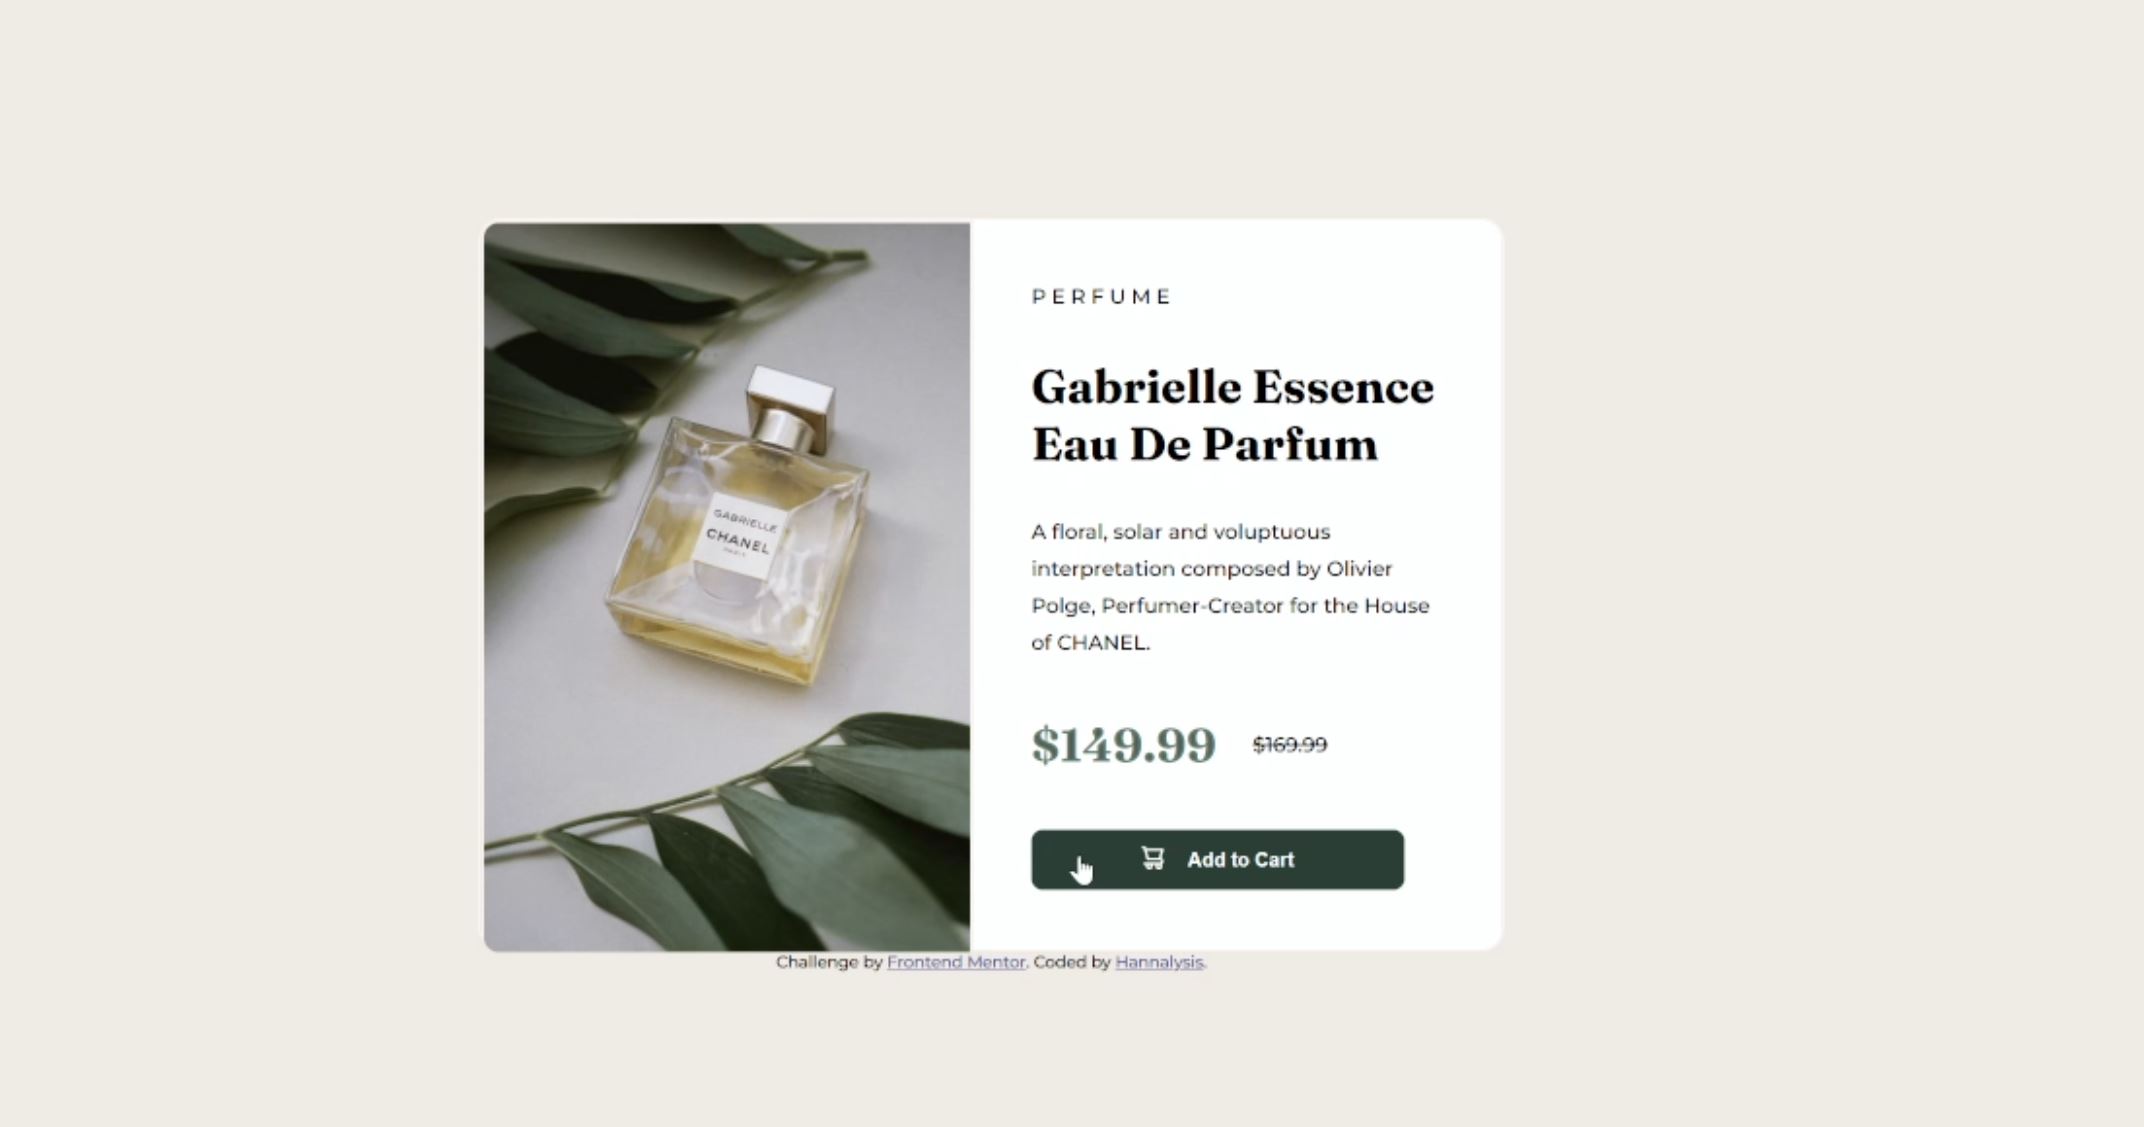 GABRIELLE
CHANEL
PARIS
PERFUME
Gabrielle Essence
Eau De Parfum
A floral, solar and voluptuous
interpretation composed by Olivier
Polge, Perfumer-Creator for the House
of CHANEL.
$149.99 $169.99
Add to Cart
Challenge by Frontend Mentor. Coded by Hannalysis.